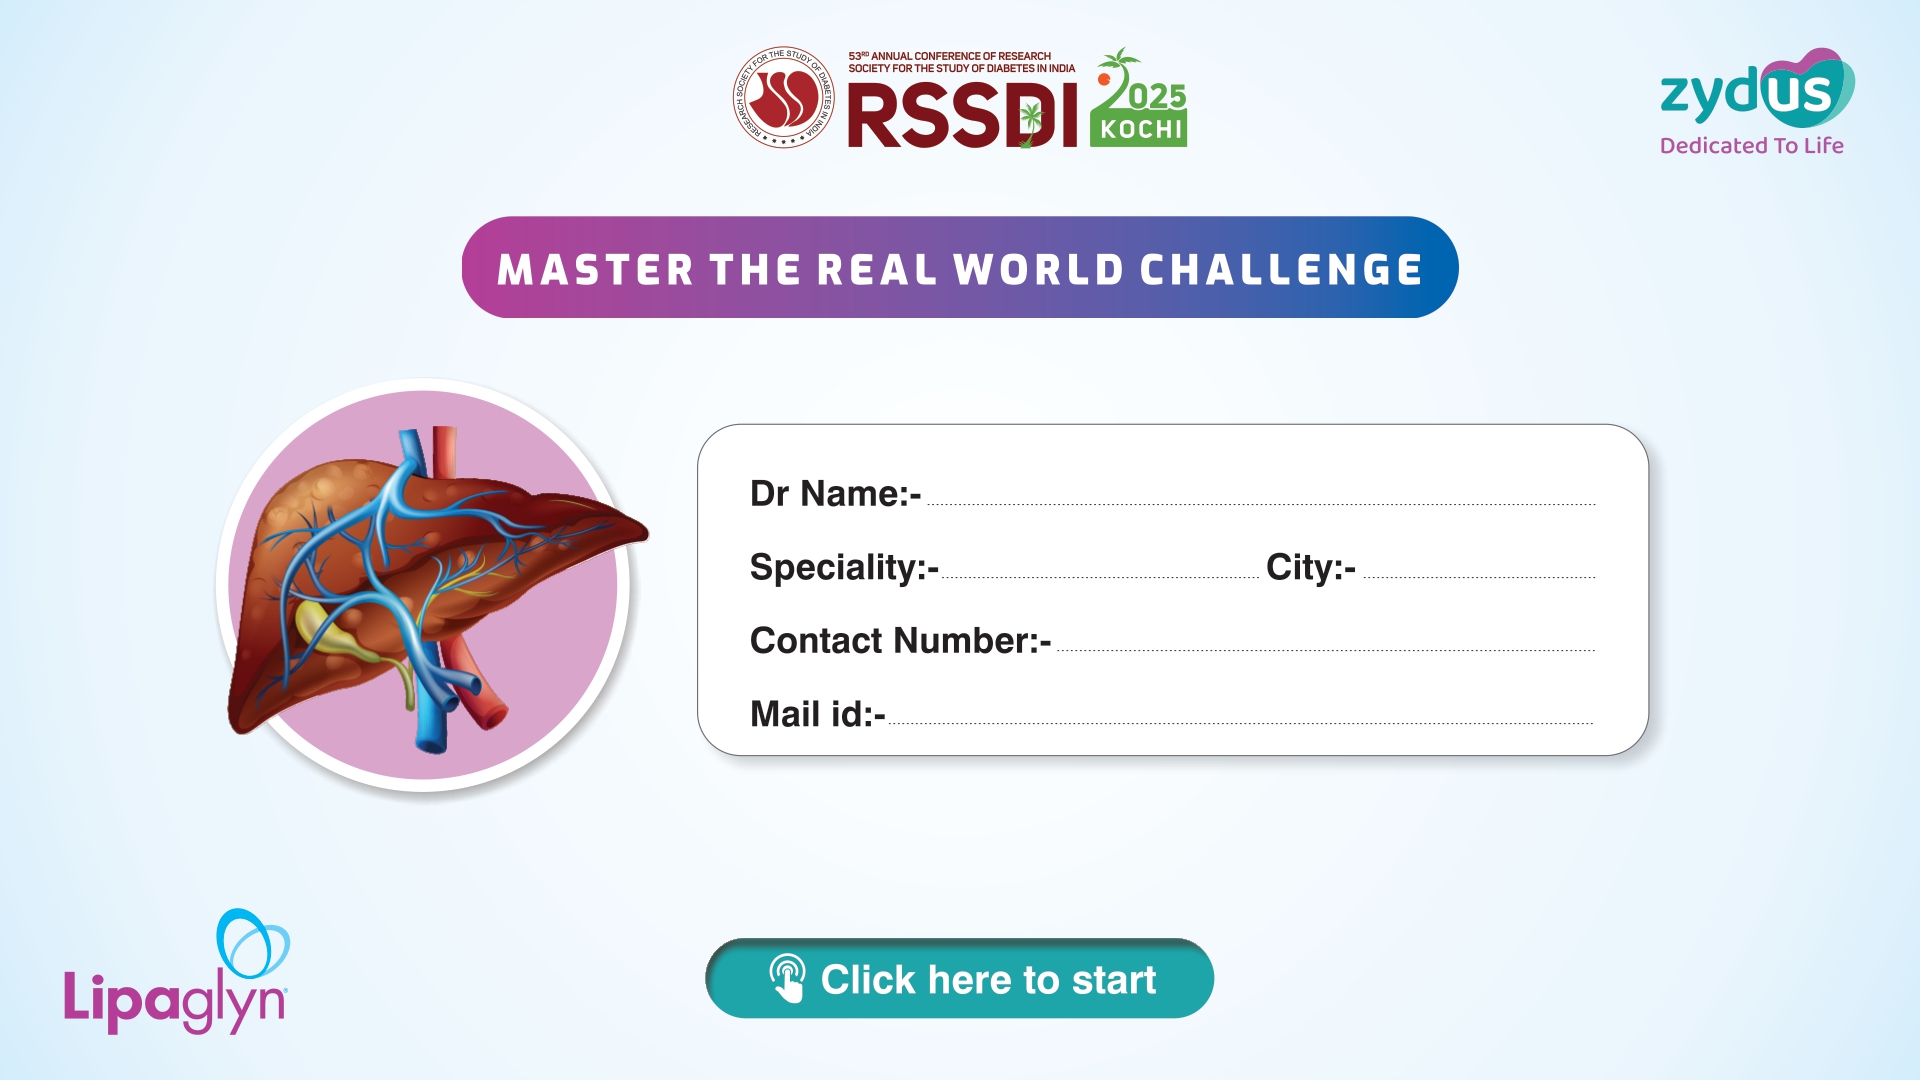 RESEARCH SOCIETY FOR THE STUDY OF DIABETES IN INDIA
53RD ANNUAL CONFERENCE OF RESEARCH
SOCIETY FOR THE STUDY OF DIABETES IN INDIA
RSSDI
2025
KOCHI
zydus
Dedicated To Life
MASTER THE REAL WORLD CHALLENGE
Dr Name:-
Speciality:- City:-
Contact Number:-
Mail id:-
Lipaglyn
Click here to start